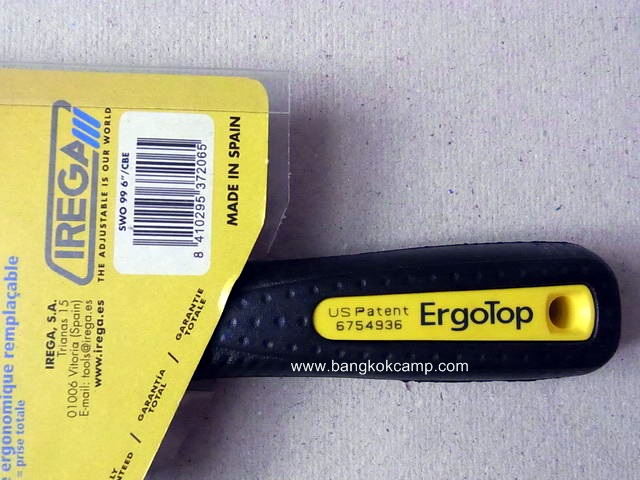 IREGA
THE ADJUSTABLE IS OUR WORLD
SWO 99 6"/CBE
8 410295 372065
MADE IN SPAIN
IREGA, S.A.
Trianas 15
01006 Vitoria (Spain)
E-mail: tools@irega.es
www.irega.es
ergonomique remplaçable
= prise totale
/ GARANTIA TOTAL / GARANTIE TOTALE
US Patent
6754936
ErgoTop
www.bangkokcamp.com